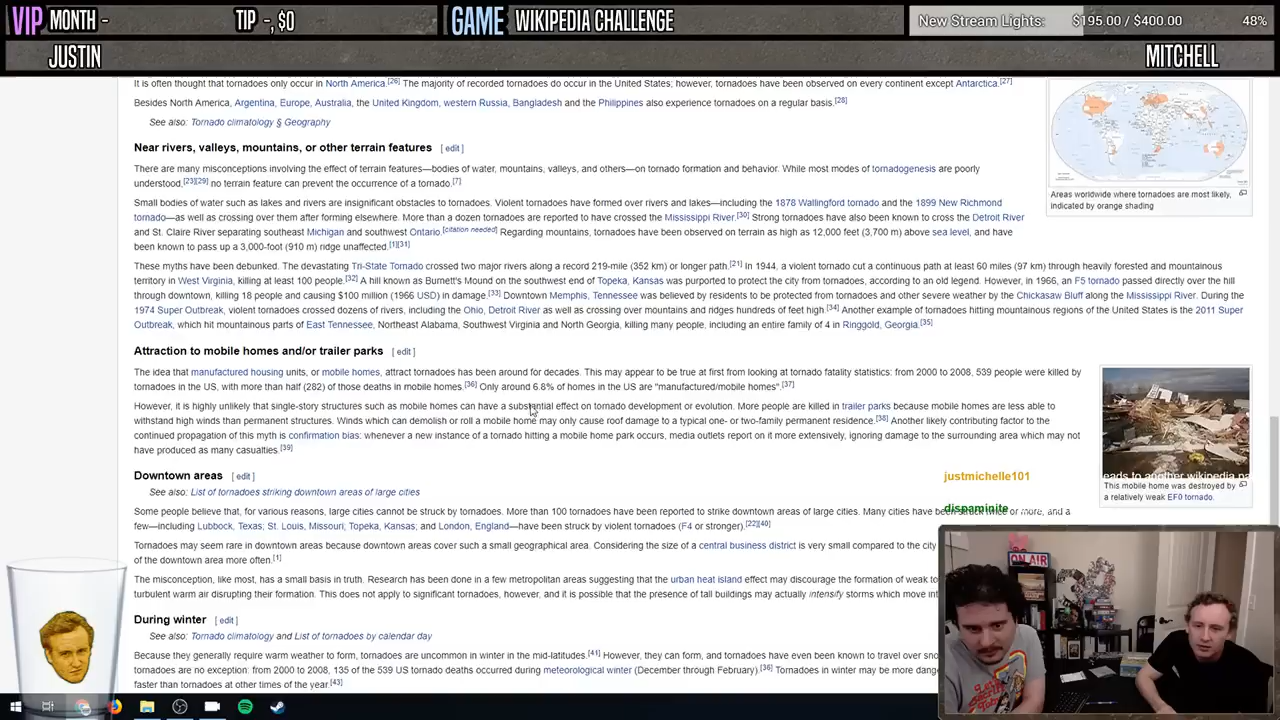 VIP MONTH - TIP -, $0 GAME WIKIPEDIA CHALLENGE New Stream Lights: $195.00 / $400.00 48%
JUSTIN MITCHELL
It is often thought that tornadoes only occur in North America.[26] The majority of recorded tornadoes do occur in the United States; however, tornadoes have been observed on every continent except Antarctica.[27]
Besides North America, Argentina, Europe, Australia, the United Kingdom, western Russia, Bangladesh and the Philippines also experience tornadoes on a regular basis.[28]
See also: Tornado climatology § Geography
Near rivers, valleys, mountains, or other terrain features [ edit ]
There are many misconceptions involving the effect of terrain features—bodies of water, mountains, valleys, and others—on tornado formation and behavior. While most modes of tornadogenesis are poorly
understood,[23][29] no terrain feature can prevent the occurrence of a tornado.[7]
Small bodies of water such as lakes and rivers are insignificant obstacles to tornadoes. Violent tornadoes have formed over rivers and lakes—including the 1878 Wallingford tornado and the 1899 New Richmond
tornado—as well as crossing over them after forming elsewhere. More than a dozen tornadoes are reported to have crossed the Mississippi River.[30] Strong tornadoes have also been known to cross the Detroit River
and St. Claire River separating southeast Michigan and southwest Ontario.[citation needed] Regarding mountains, tornadoes have been observed on terrain as high as 12,000 feet (3,700 m) above sea level, and have
been known to pass up a 3,000-foot (910 m) ridge unaffected.[1][31]
Areas worldwide where tornadoes are most likely,
indicated by orange shading
These myths have been debunked. The devastating Tri-State Tornado crossed two major rivers along a record 219-mile (352 km) or longer path.[21] In 1944, a violent tornado cut a continuous path at least 60 miles (97 km) through heavily forested and mountainous
territory in West Virginia, killing at least 100 people.[32] A hill known as Burnett's Mound on the southwest end of Topeka, Kansas was purported to protect the city from tornadoes, according to an old legend. However, in 1966, an F5 tornado passed directly over the hill
through downtown, killing 18 people and causing $100 million (1966 USD) in damage.[33] Downtown Memphis, Tennessee was believed by residents to be protected from tornadoes and other severe weather by the Chickasaw Bluff along the Mississippi River. During the
1974 Super Outbreak, violent tornadoes crossed dozens of rivers, including the Ohio, Detroit River as well as crossing over mountains and ridges hundreds of feet high.[34] Another example of tornadoes hitting mountainous regions of the United States is the 2011 Super
Outbreak, which hit mountainous parts of East Tennessee, Northeast Alabama, Southwest Virginia and North Georgia, killing many people, including an entire family of 4 in Ringgold, Georgia.[35]
Attraction to mobile homes and/or trailer parks [ edit ]
The idea that manufactured housing units, or mobile homes, attract tornadoes has been around for decades. This may appear to be true at first from looking at tornado fatality statistics: from 2000 to 2008, 539 people were killed by
tornadoes in the US, with more than half (282) of those deaths in mobile homes.[36] Only around 6.8% of homes in the US are "manufactured/mobile homes".[37]
However, it is highly unlikely that single-story structures such as mobile homes can have a substantial effect on tornado development or evolution. More people are killed in trailer parks because mobile homes are less able to
withstand high winds than permanent structures. Winds which can demolish or roll a mobile home may only cause roof damage to a typical one- or two-family permanent residence.[38] Another likely contributing factor to the
continued propagation of this myth is confirmation bias: whenever a new instance of a tornado hitting a mobile home park occurs, media outlets report on it more extensively, ignoring damage to the surrounding area which may not
have produced as many casualties.[39]
eads to another wikipedia pa
This mobile home was destroyed by
a relatively weak EF0 tornado.
Downtown areas [ edit ]
justmichelle101
See also: List of tornadoes striking downtown areas of large cities
dispaminite
Some people believe that, for various reasons, large cities cannot be struck by tornadoes. More than 100 tornadoes have been reported to strike downtown areas of large cities. Many cities have been struck twice or more, and a
few—including Lubbock, Texas; St. Louis, Missouri; Topeka, Kansas; and London, England—have been struck by violent tornadoes (F4 or stronger).[22][40]
Tornadoes may seem rare in downtown areas because downtown areas cover such a small geographical area. Considering the size of a central business district is very small compared to the city
of the downtown area more often.[1]
The misconception, like most, has a small basis in truth. Research has been done in a few metropolitan areas suggesting that the urban heat island effect may discourage the formation of weak to
turbulent warm air disrupting their formation. This does not apply to significant tornadoes, however, and it is possible that the presence of tall buildings may actually intensify storms which move int
ON AIR
During winter [ edit ]
See also: Tornado climatology and List of tornadoes by calendar day
Because they generally require warm weather to form, tornadoes are uncommon in winter in the mid-latitudes.[41] However, they can form, and tornadoes have even been known to travel over sno
tornadoes are no exception: from 2000 to 2008, 135 of the 539 US tornado deaths occurred during meteorological winter (December through February).[36] Tornadoes in winter may be more dang
faster than tornadoes at other times of the year.[43]